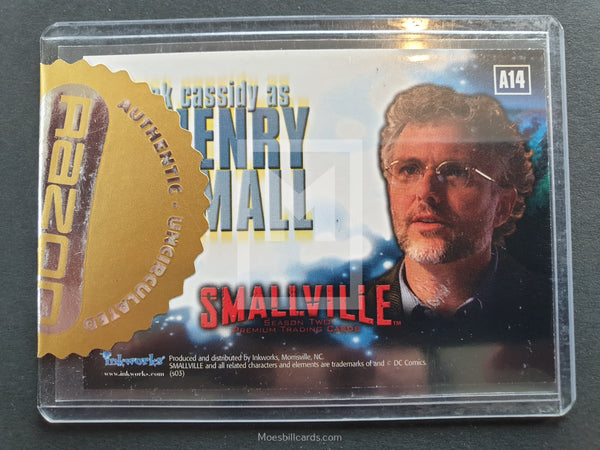 A14
k cassidy as
HENRY
MALL
RAZOR
AUTHENTIC • UNCIRCULATED
SMALLVILLE™
SEASON TWO
PREMIUM TRADING CARDS
Inkworks
www.inkworks.com
Produced and distributed by Inkworks, Morrisville, NC.
SMALLVILLE and all related characters and elements are trademarks of and © DC Comics.
(s03)
Moesbillcards.com